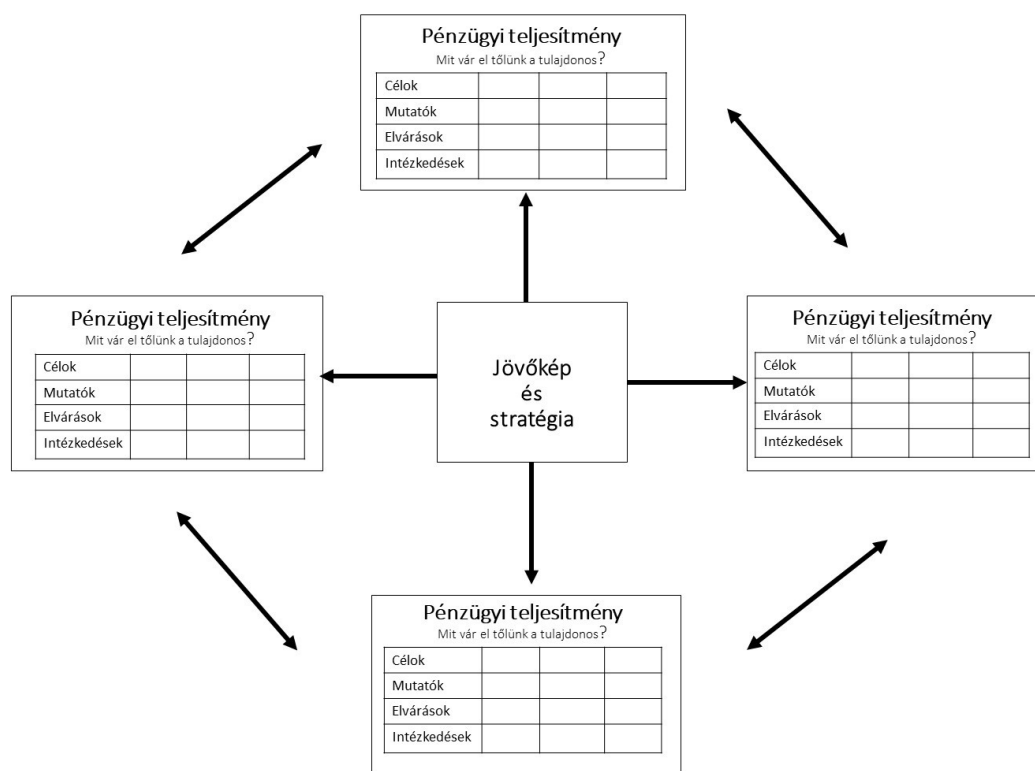 Pénzügyi teljesítmény
Mit vár el tőlünk a tulajdonos?
Célok
Mutatók
Elvárások
Intézkedések
Pénzügyi teljesítmény
Mit vár el tőlünk a tulajdonos?
Célok
Mutatók
Elvárások
Intézkedések
Jövőkép
és
stratégia
Pénzügyi teljesítmény
Mit vár el tőlünk a tulajdonos?
Célok
Mutatók
Elvárások
Intézkedések
Pénzügyi teljesítmény
Mit vár el tőlünk a tulajdonos?
Célok
Mutatók
Elvárások
Intézkedések